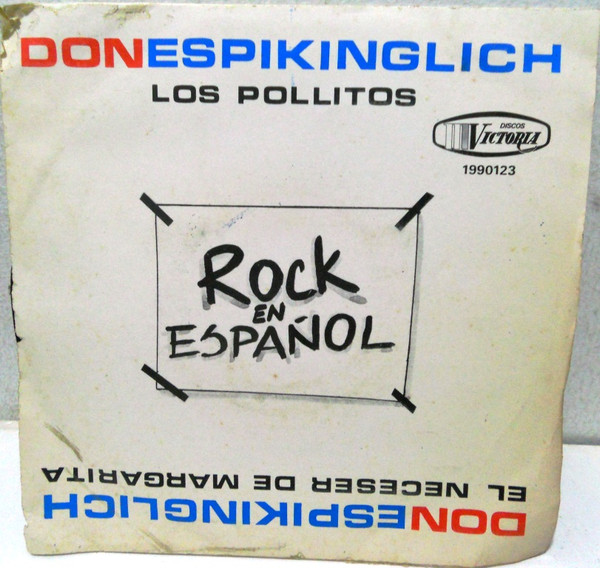 DONESPIKINGLICH
LOS POLLITOS
DISCOS
VICTORIA
1990123
ROCK
EN
ESPAÑOL
EL NECESER DE MARGARITA
DONESPIKINGLICH